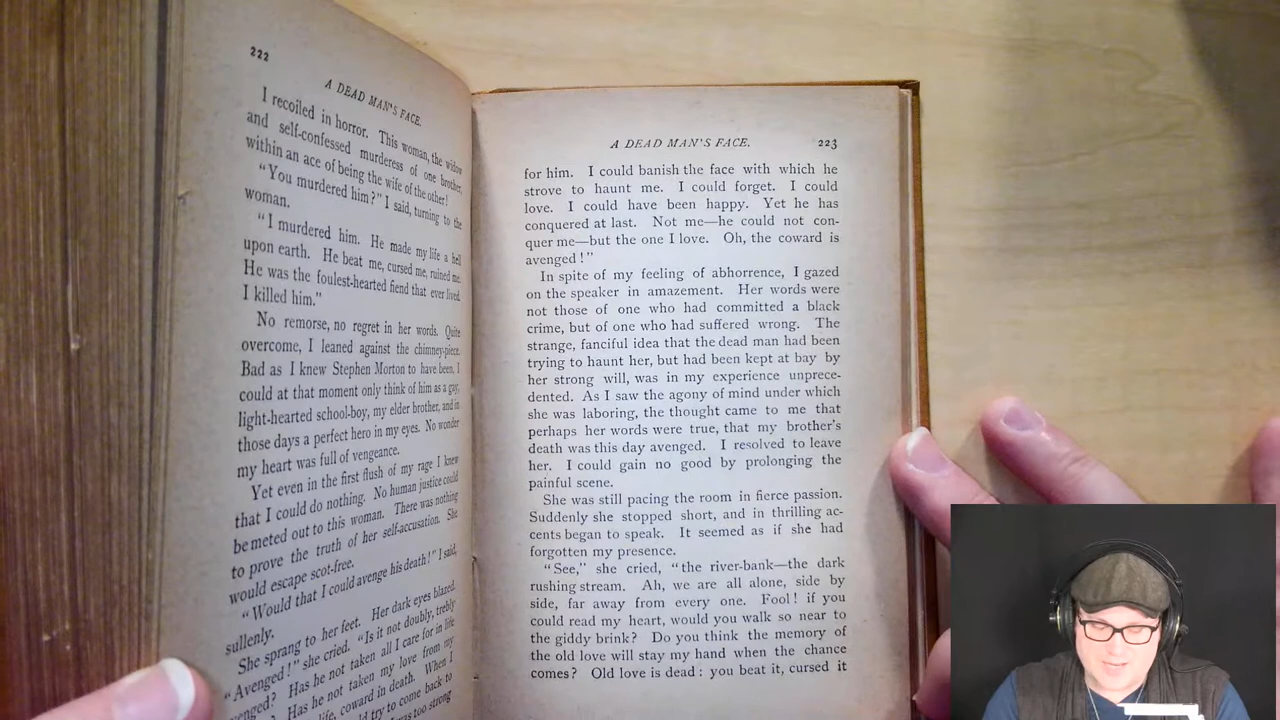 222
A DEAD MAN'S FACE.
I recoiled in horror. This woman, the widow
and self-confessed murderess of one brother,
within an ace of being the wife of the other!
"You murdered him?" I said, turning to the
woman.
"I murdered him. He made my life a hell
upon earth. He beat me, cursed me, ruined me.
He was the foulest-hearted fiend that ever lived
I killed him."
No remorse, no regret in her words. Quite
overcome, I leaned against the chimney-piece.
Bad as I knew Stephen Morton to have been, I
could at that moment only think of him as a gay,
light-hearted school-boy, my elder brother, and in
those days a perfect hero in my eyes. No wonder
my heart was full of vengeance.
Yet even in the first flush of my rage I knew
that I could do nothing. No human justice could
be meted out to this woman. There was nothing
to prove the truth of her self-accusation. She
would escape scot-free.
"Would that I could avenge his death!" I said,
sullenly.
She sprang to her feet. Her dark eyes blazed.
"Avenged!" she cried. "Is it not doubly, trebly
Has he not taken all I care for in life
Has he not taken my love from my
life, coward in death. When I
try to come back to
was too strong
A DEAD MAN'S FACE. 223
for him. I could banish the face with which he
strove to haunt me. I could forget. I could
love. I could have been happy. Yet he has
conquered at last. Not me—he could not con-
quer me—but the one I love. Oh, the coward is
avenged!"
In spite of my feeling of abhorrence, I gazed
on the speaker in amazement. Her words were
not those of one who had committed a black
crime, but of one who had suffered wrong. The
strange, fanciful idea that the dead man had been
trying to haunt her, but had been kept at bay by
her strong will, was in my experience unprece-
dented. As I saw the agony of mind under which
she was laboring, the thought came to me that
perhaps her words were true, that my brother's
death was this day avenged. I resolved to leave
her. I could gain no good by prolonging the
painful scene.
She was still pacing the room in fierce passion.
Suddenly she stopped short, and in thrilling ac-
cents began to speak. It seemed as if she had
forgotten my presence.
"See," she cried, "the river-bank—the dark
rushing stream. Ah, we are all alone, side by
side, far away from every one. Fool! if you
could read my heart, would you walk so near to
the giddy brink? Do you think the memory of
the old love will stay my hand when the chance
comes? Old love is dead: you beat it, cursed it